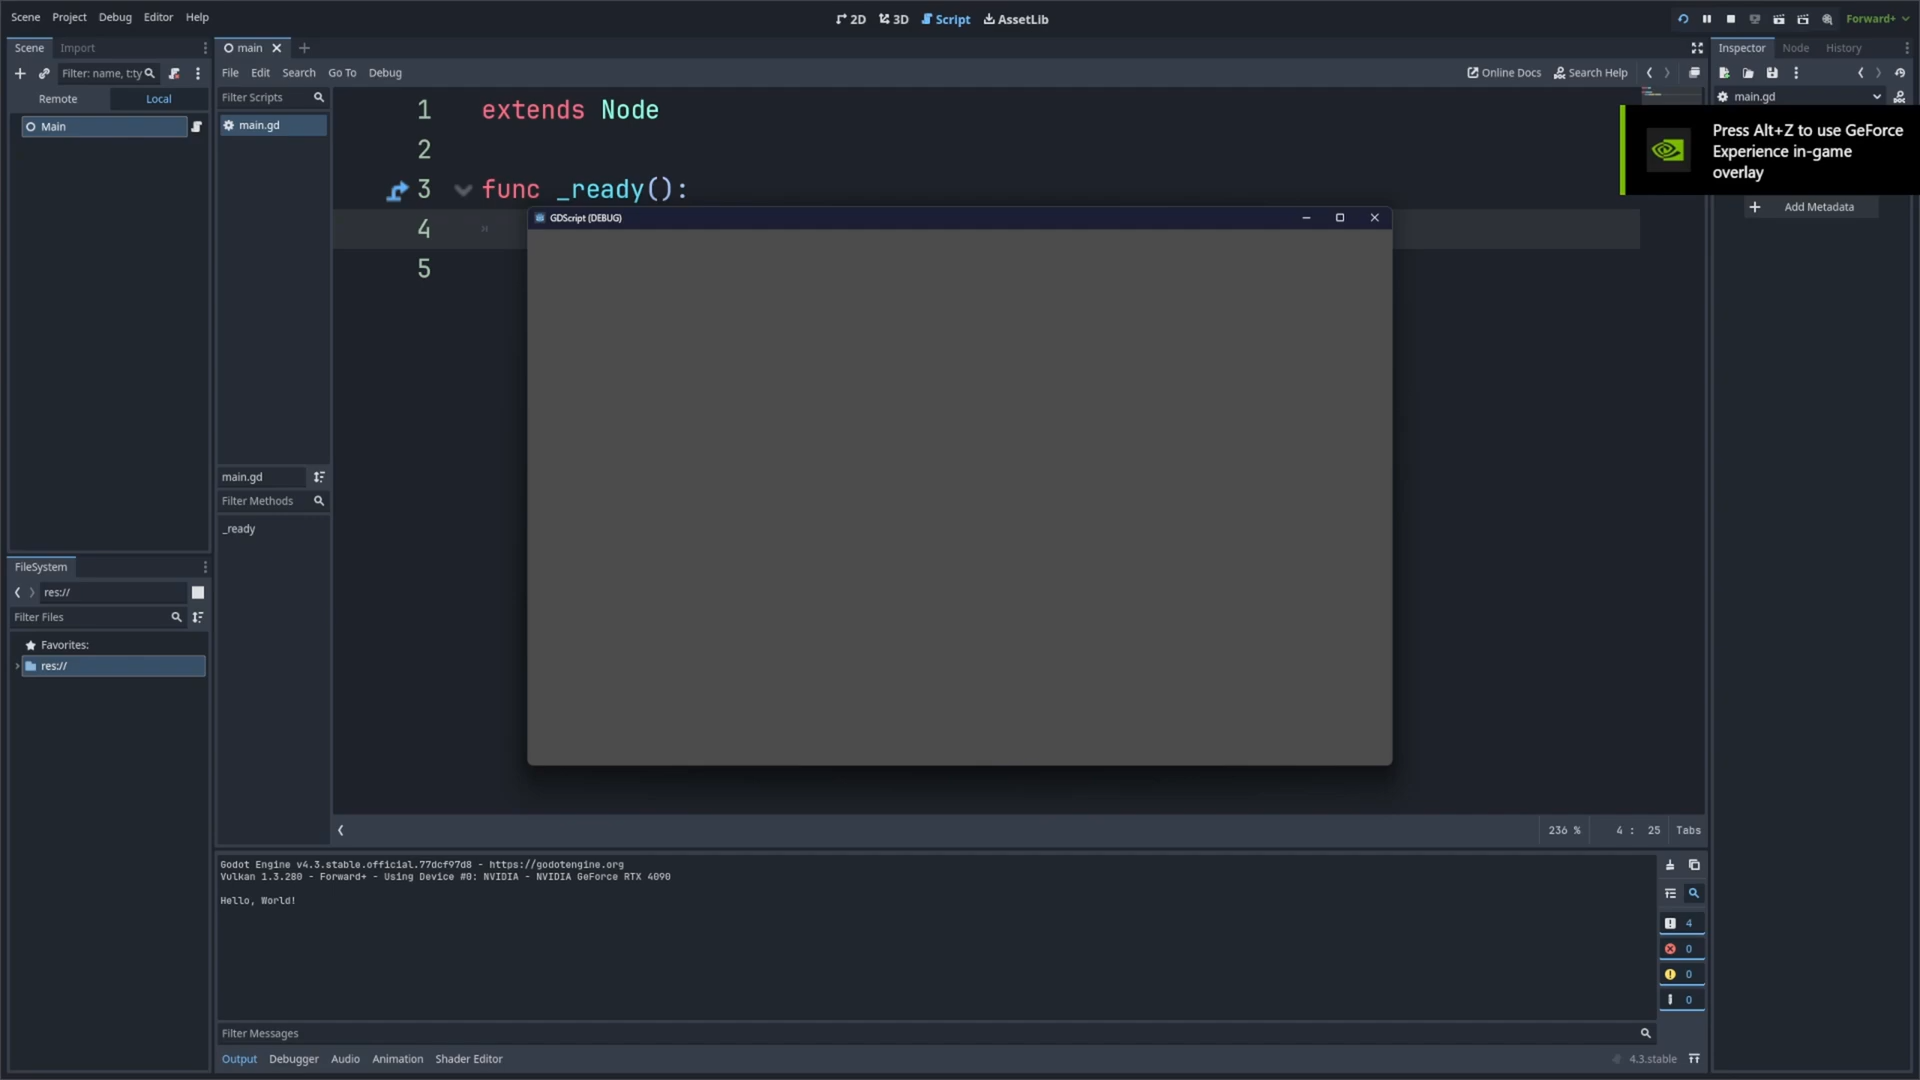 Scene Project Debug Editor Help
2D 3D Script AssetLib
Forward+
Scene Import
main
Inspector Node History
Filter: name, t:ty
File Edit Search Go To Debug
Online Docs Search Help
Remote Local
Filter Scripts
main.gd
Main
main.gd
1 extends Node
2
3 func _ready():
4
5
Press Alt+Z to use GeForce
Experience in-game
overlay
Add Metadata
GDScript (DEBUG)
main.gd
Filter Methods
_ready
FileSystem
res://
Filter Files
Favorites:
res://
236 % 4 : 25 Tabs
Godot Engine v4.3.stable.official.77dcf97d8 - https://godotengine.org
Vulkan 1.3.280 - Forward+ - Using Device #0: NVIDIA - NVIDIA GeForce RTX 4090
Hello, World!
4
0
0
0
Filter Messages
Output Debugger Audio Animation Shader Editor
4.3.stable